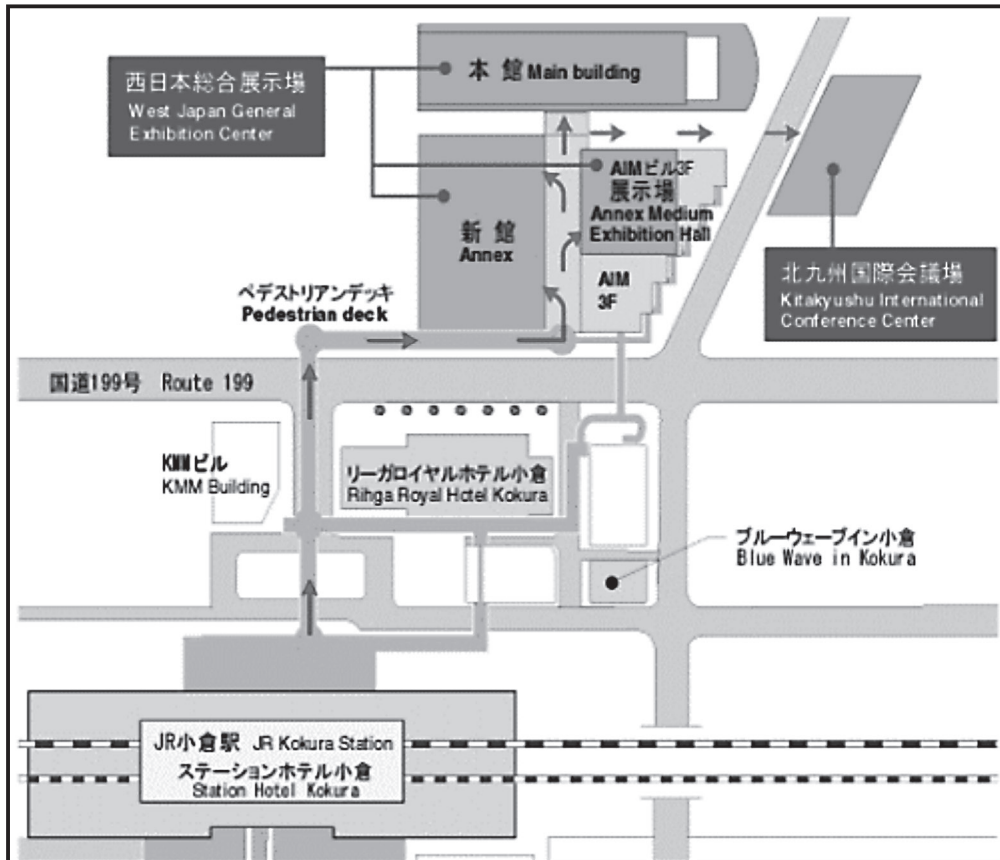 本館 Main building
西日本総合展示場
West Japan General
Exhibition Center
AIMビル3F
展示場
Annex Medium
Exhibition Hall
新館
Annex
AIM
3F
北九州国際会議場
Kitakyushu International
Conference Center
ペデストリアンデッキ
Pedestrian deck
国道199号 Route 199
KMMビル
KMM Building
リーガロイヤルホテル小倉
Rihga Royal Hotel Kokura
ブルーウェーブイン小倉
Blue Wave in Kokura
JR小倉駅 JR Kokura Station
ステーションホテル小倉
Station Hotel Kokura